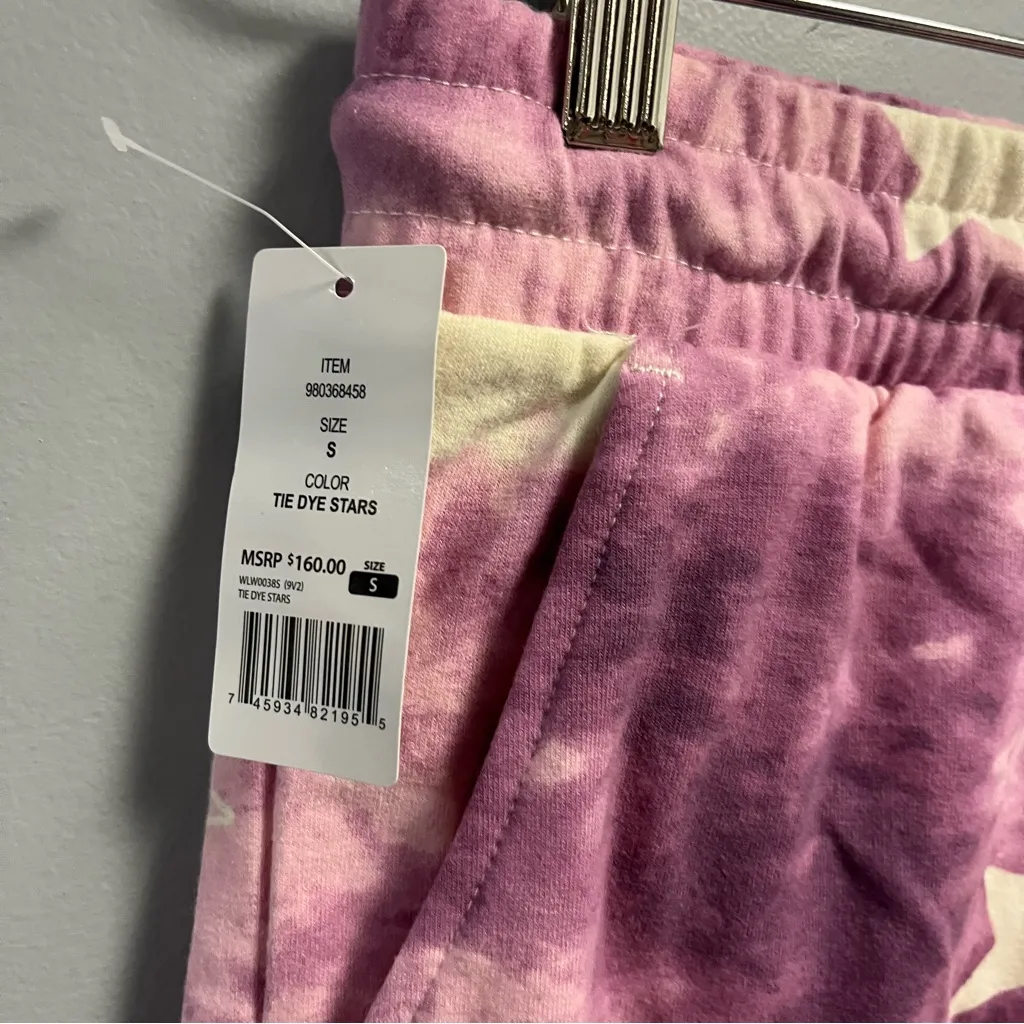 ITEM
980368458
SIZE
S
COLOR
TIE DYE STARS
MSRP $160.00
SIZE
S
WLW0038S (9V2)
TIE DYE STARS
7 45934 82195 5